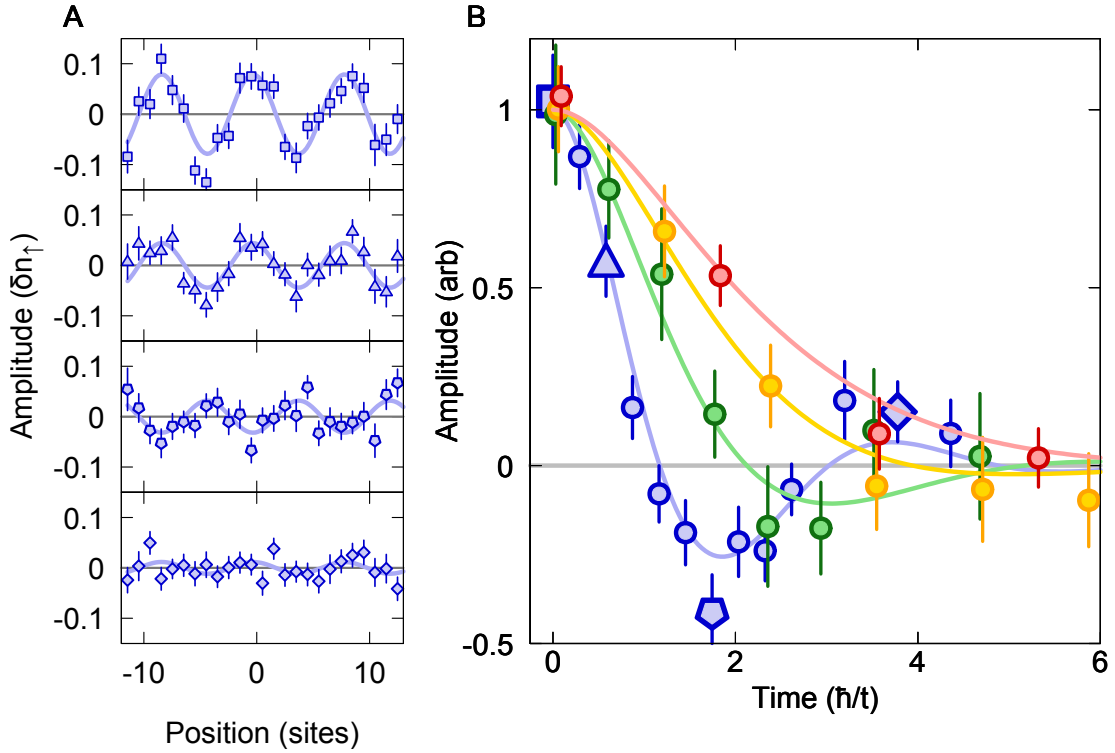 A
Amplitude (δn↑)
0.1
0
-0.1
0.1
0
-0.1
0.1
0
-0.1
0.1
0
-0.1
-10 0 10
Position (sites)
B
Amplitude (arb)
1
0.5
0
-0.5
0 2 4 6
Time (ħ/t)